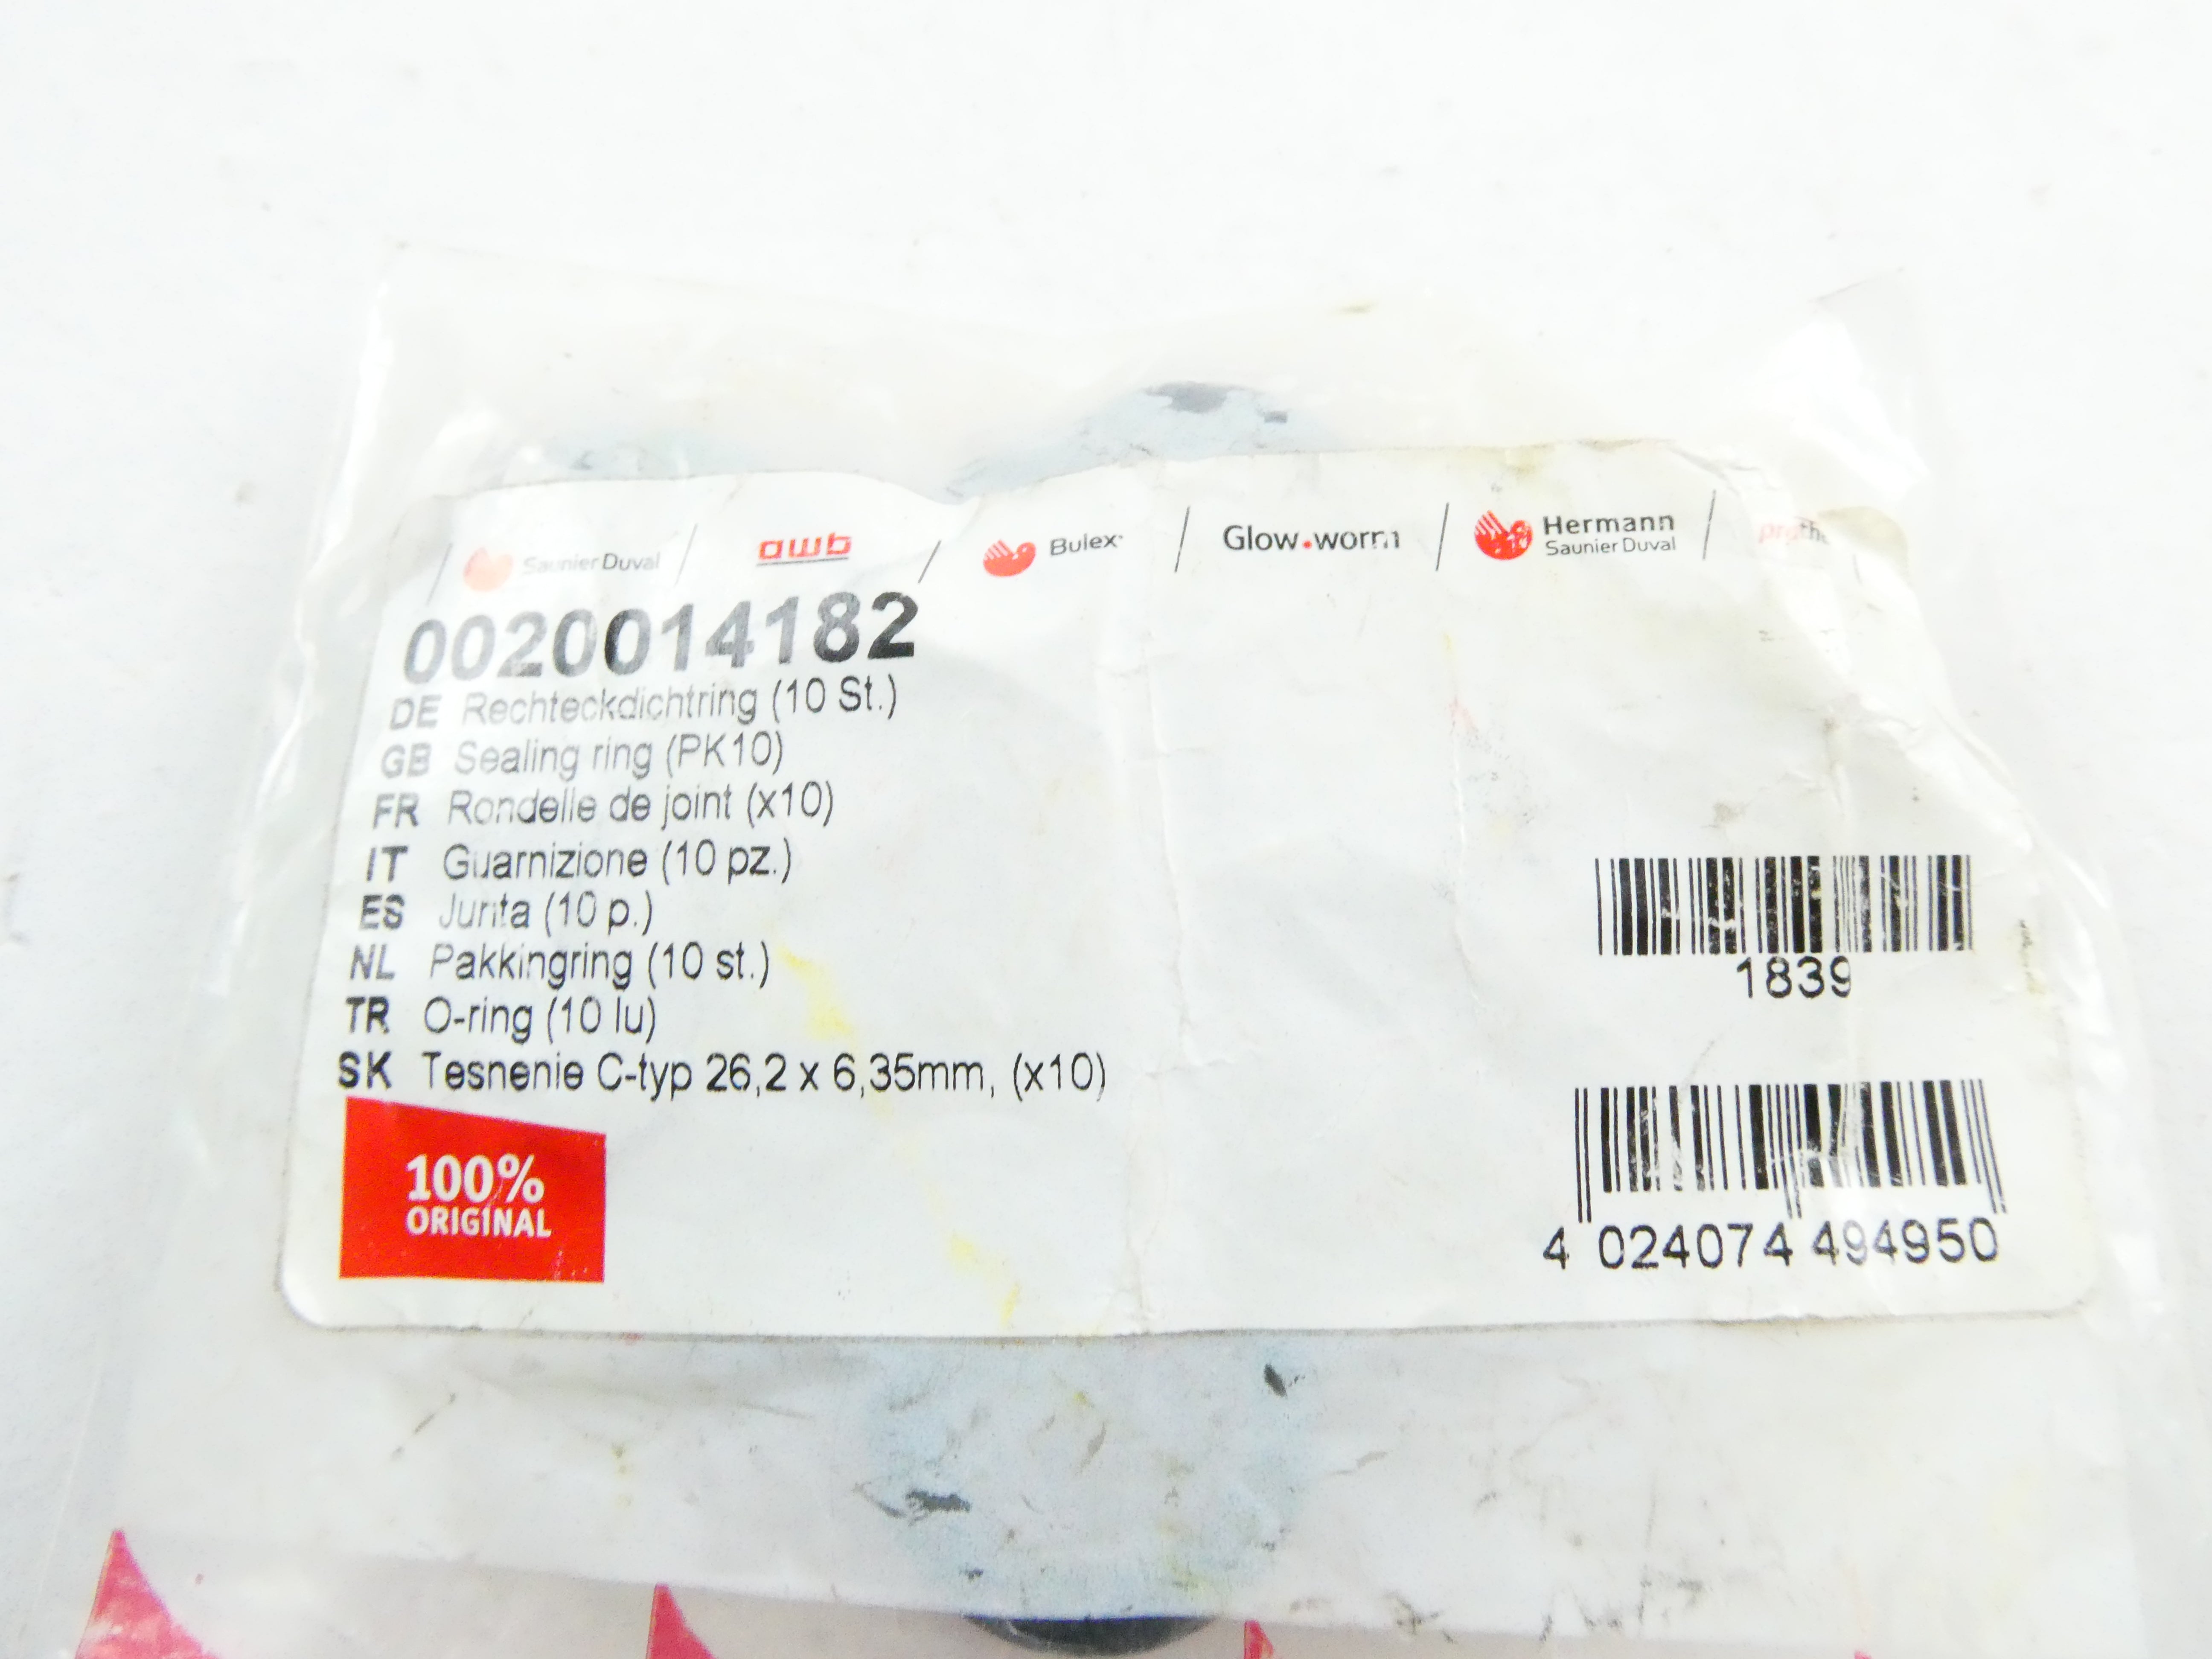 Saunier Duval / awb / Bulex / Glow.worm / Hermann Saunier Duval /
0020014182
DE Rechteckdichtring (10 St.)
GB Sealing ring (PK10)
FR Rondelle de joint (x10)
IT Guarnizione (10 pz.)
ES Junta (10 p.)
NL Pakkingring (10 st.)
TR O-ring (10 lu)
SK Tesnenie C-typ 26,2 x 6,35mm, (x10)
100%
ORIGINAL
1839
4 024074 494950